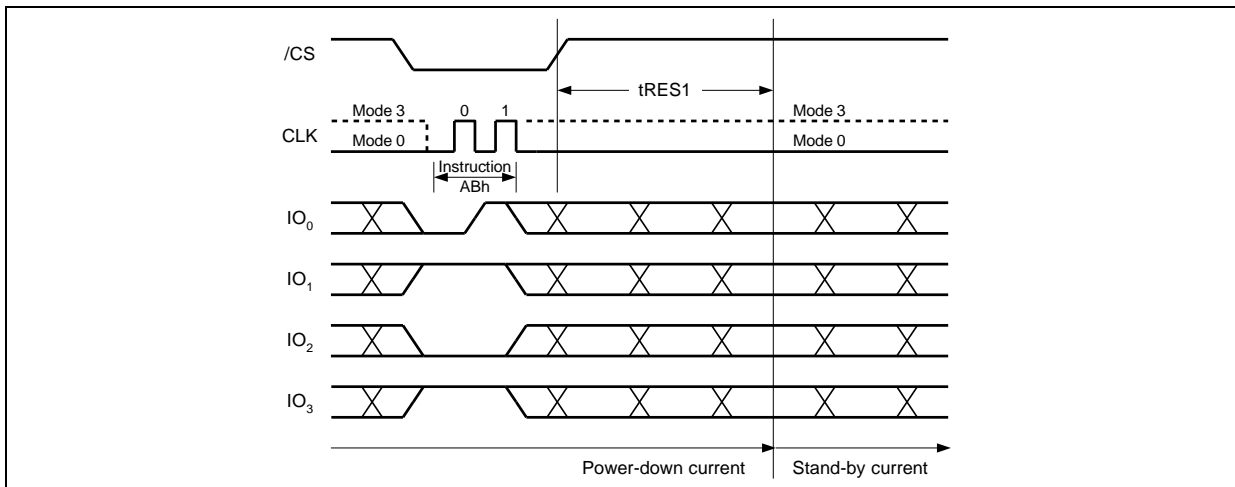 /CS
tRES1
Mode 3 0 1 Mode 3
CLK
Mode 0 Mode 0
Instruction
ABh
IO0
IO1
IO2
IO3
Power-down current Stand-by current